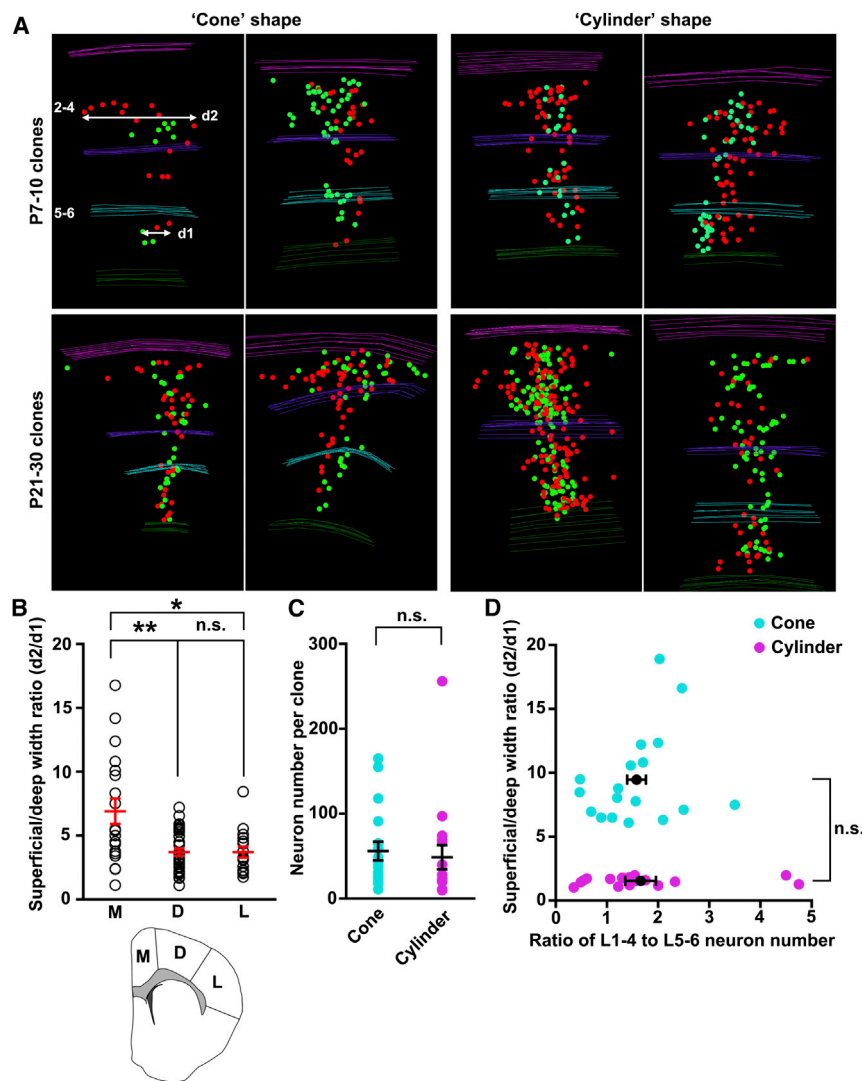 A
'Cone' shape
'Cylinder' shape
P7-10 clones
2-4
d2
5-6
d1
P21-30 clones
B
Superficial/deep width ratio (d2/d1)
20
15
10
5
0
*
**
n.s.
M
D
L
M
D
L
C
Neuron number per clone
300
200
100
0
n.s.
Cone
Cylinder
D
Superficial/deep width ratio (d2/d1)
20
15
10
5
0
Cone
Cylinder
n.s.
0 1 2 3 4 5
Ratio of L1-4 to L5-6 neuron number